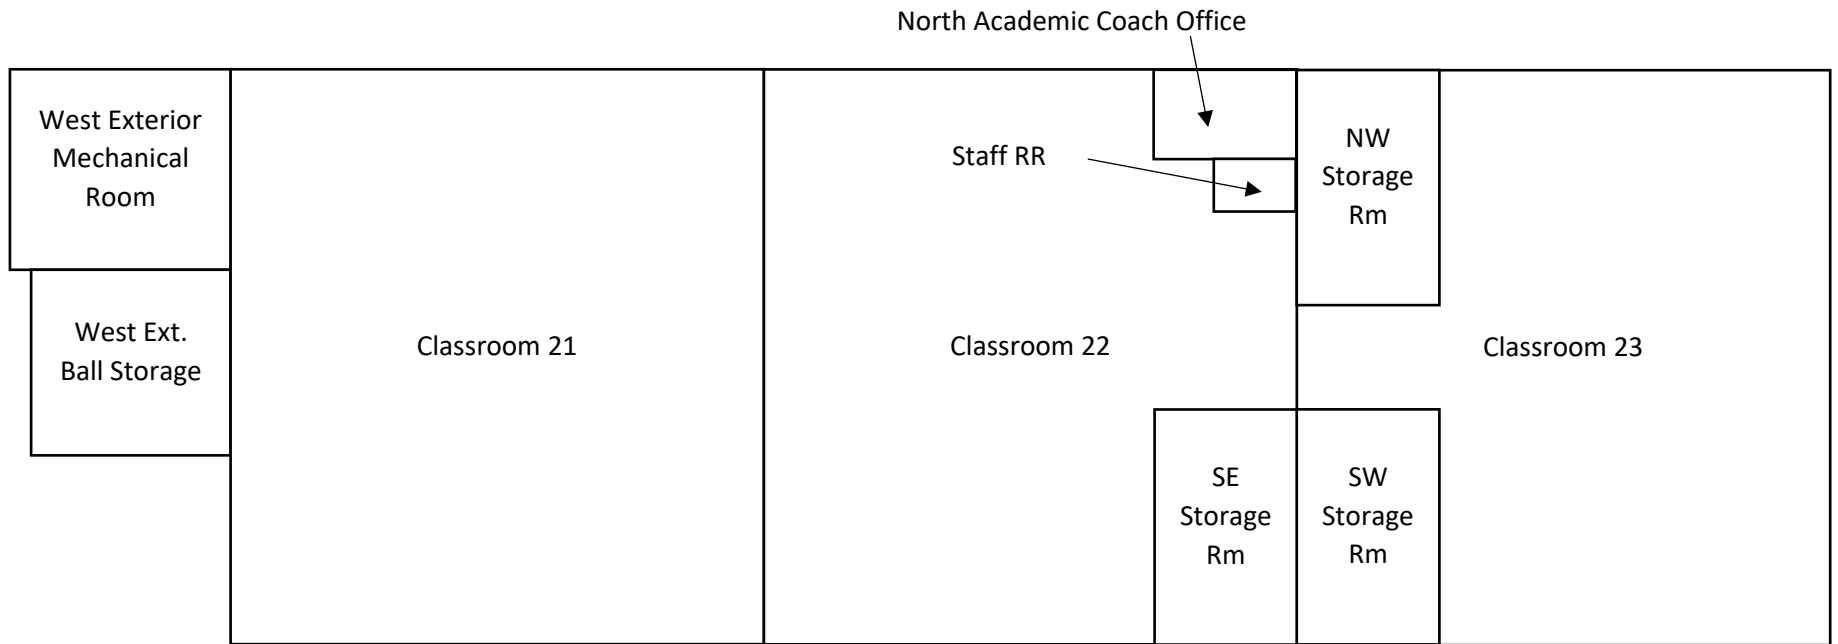 North Academic Coach Office
West Exterior
Mechanical
Room
Staff RR
NW
Storage
Rm
West Ext.
Ball Storage
Classroom 21
Classroom 22
Classroom 23
SE
Storage
Rm
SW
Storage
Rm